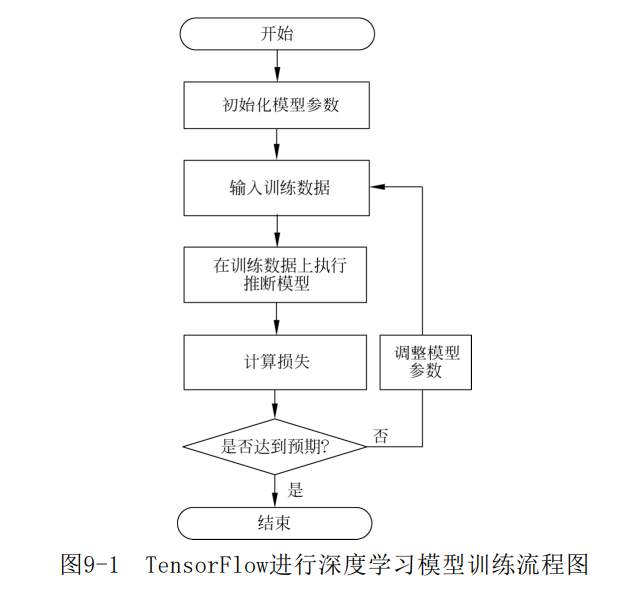 开始
初始化模型参数
输入训练数据
在训练数据上执行
推断模型
计算损失
调整模型
参数
是否达到预期?
否
是
结束
图9-1 TensorFlow进行深度学习模型训练流程图